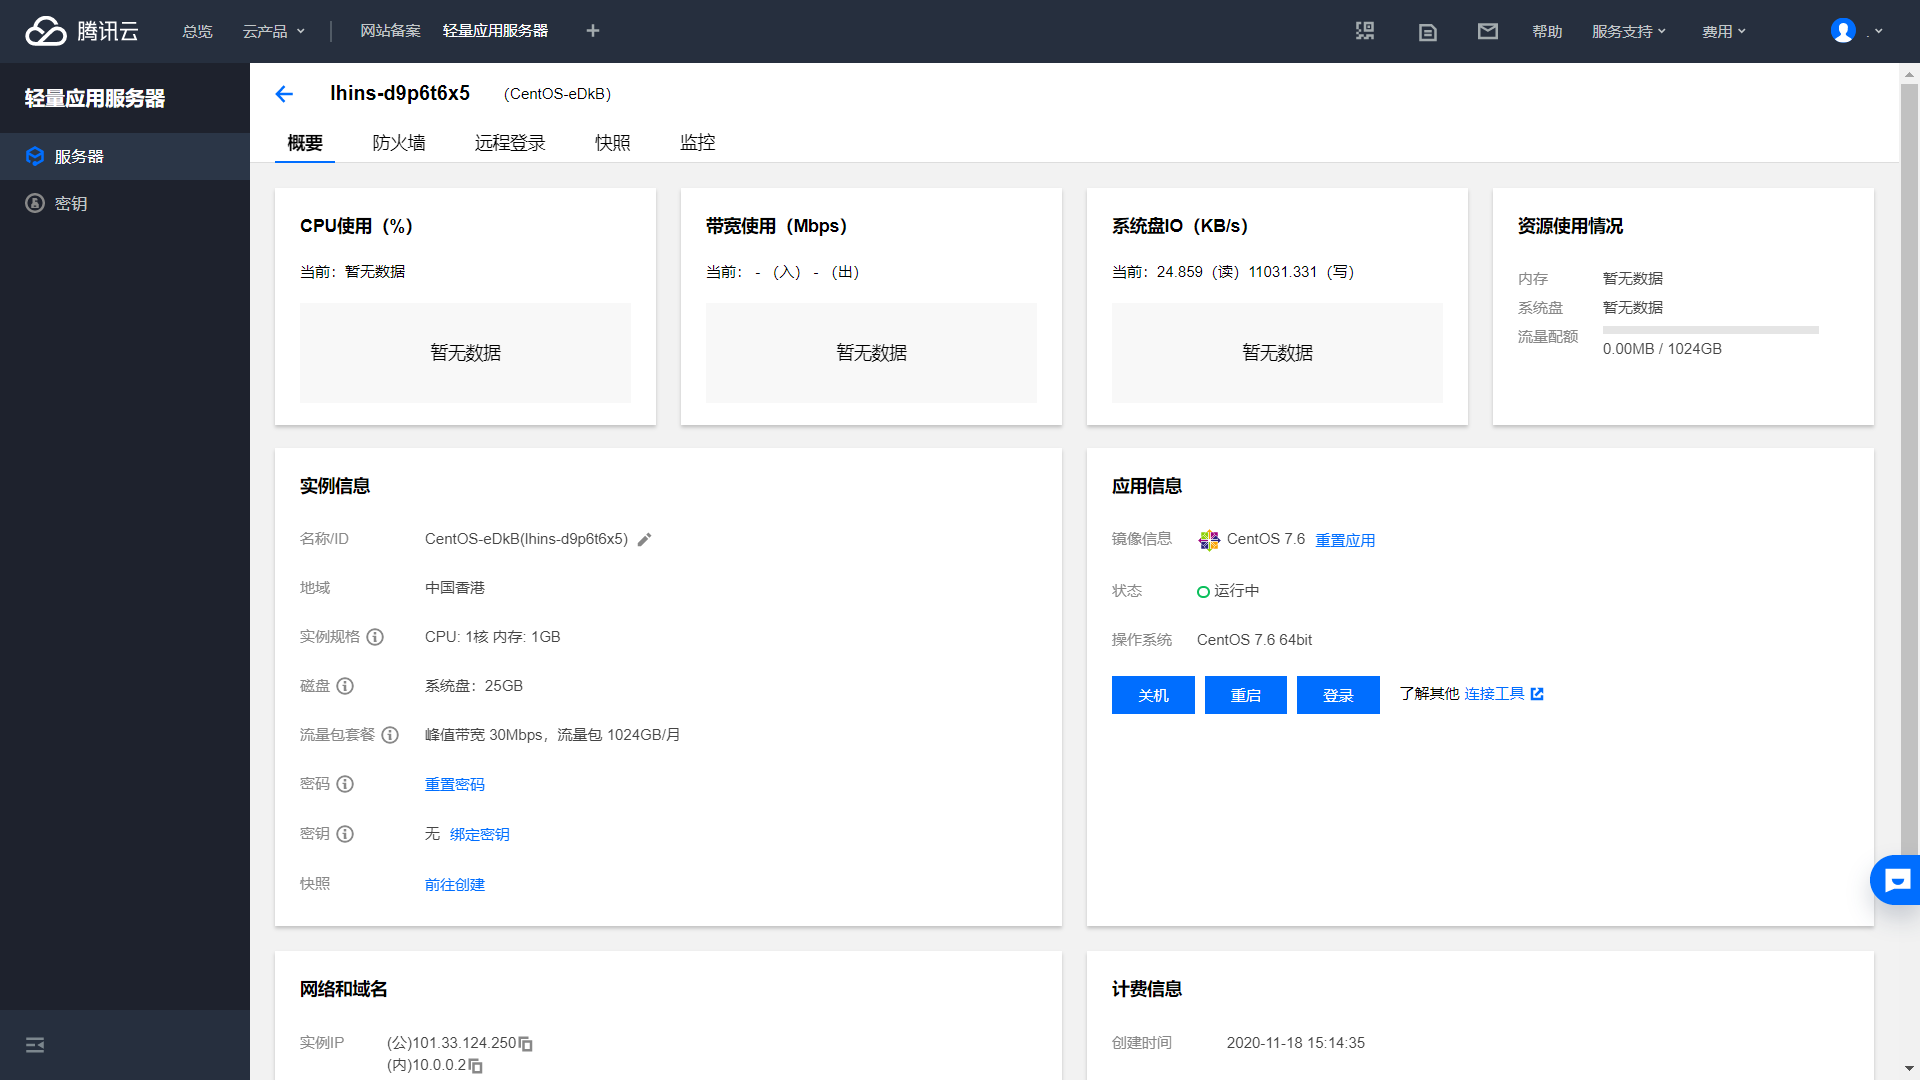 腾讯云 总览 云产品 网站备案 轻量应用服务器 + 帮助 服务支持 费用 .
轻量应用服务器
服务器
密钥
lhins-d9p6t6x5 (CentOS-eDkB)
概要 防火墙 远程登录 快照 监控
CPU使用（%）
当前：暂无数据
暂无数据
带宽使用（Mbps）
当前： - （入） - （出）
暂无数据
系统盘IO（KB/s）
当前：24.859（读）11031.331（写）
暂无数据
资源使用情况
内存 暂无数据
系统盘 暂无数据
流量配额
0.00MB / 1024GB
实例信息
名称/ID CentOS-eDkB(lhins-d9p6t6x5)
地域 中国香港
实例规格 CPU: 1核 内存: 1GB
磁盘 系统盘：25GB
流量包套餐 峰值带宽 30Mbps，流量包 1024GB/月
密码 重置密码
密钥 无 绑定密钥
快照 前往创建
应用信息
镜像信息 CentOS 7.6 重置应用
状态 运行中
操作系统 CentOS 7.6 64bit
关机 重启 登录 了解其他 连接工具
网络和域名
实例IP (公)101.33.124.250
(内)10.0.0.2
计费信息
创建时间 2020-11-18 15:14:35